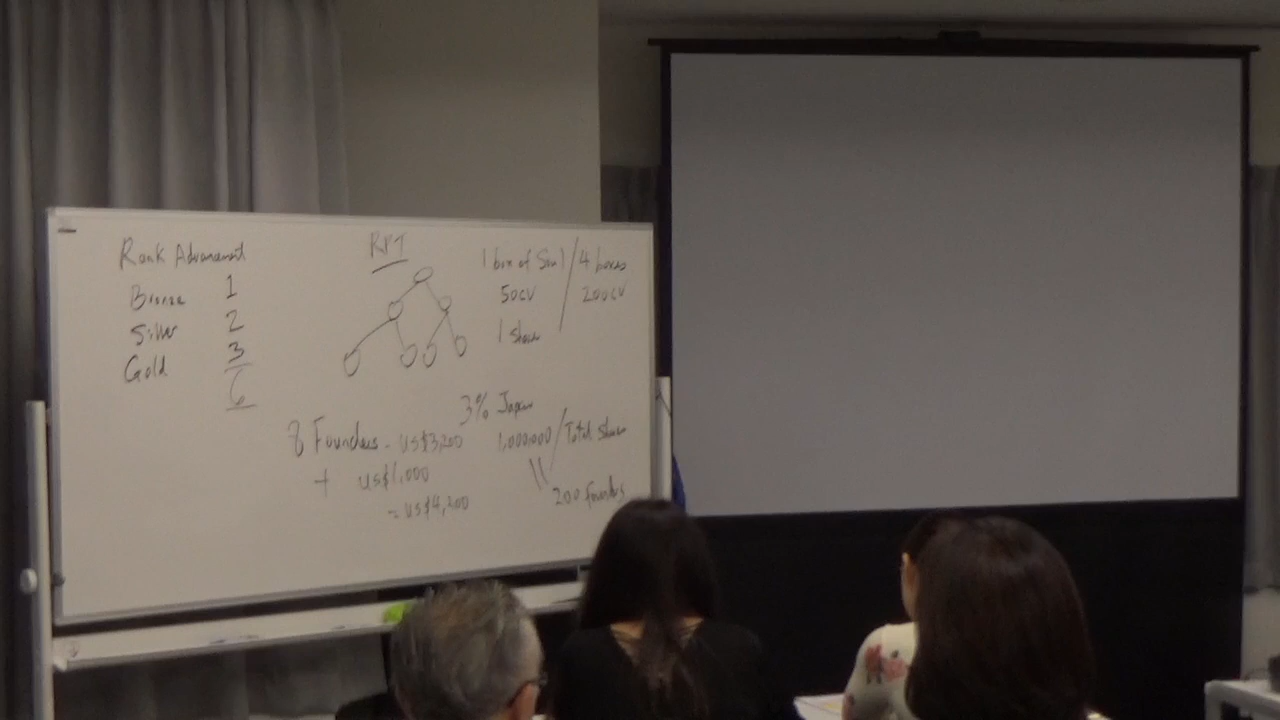 Rank Advancement
Bronze 1
Silver 2
Gold 3
6
1 box of Soul / 4 boxes
50CV / 200CV
1 Share
3% Japan
8 Founders - US$3,200
+ US$1,000
= US$4,200
1,000,000 / Total Shares
200 founders